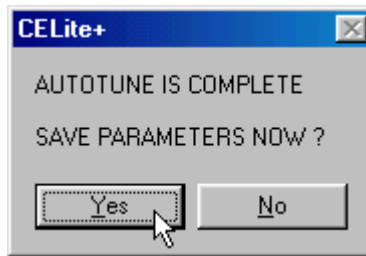 CELite+
AUTOTUNE IS COMPLETE
SAVE PARAMETERS NOW ?
Yes No